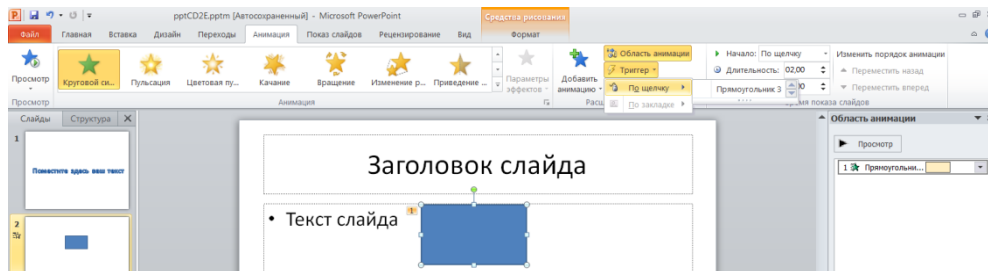 pptCD2E.pptm [Автосохраненный] - Microsoft PowerPoint
Средства рисования
Файл Главная Вставка Дизайн Переходы Анимация Показ слайдов Рецензирование Вид Формат
Просмотр
Круговой си... Пульсация Цветовая пу... Качание Вращение Изменение р... Приведение ...
Параметры эффектов
Добавить анимацию
Область анимации
Триггер
По щелчку
По закладке
Прямоугольник 3
Начало: По щелчку
Длительность: 02,00
Изменить порядок анимации
Переместить назад
Переместить вперед
Просмотр
Анимация
Слайды Структура
Область анимации
Просмотр
1 Прямоугольни...
1
Поместите здесь ваш текст
2
Заголовок слайда
• Текст слайда
1